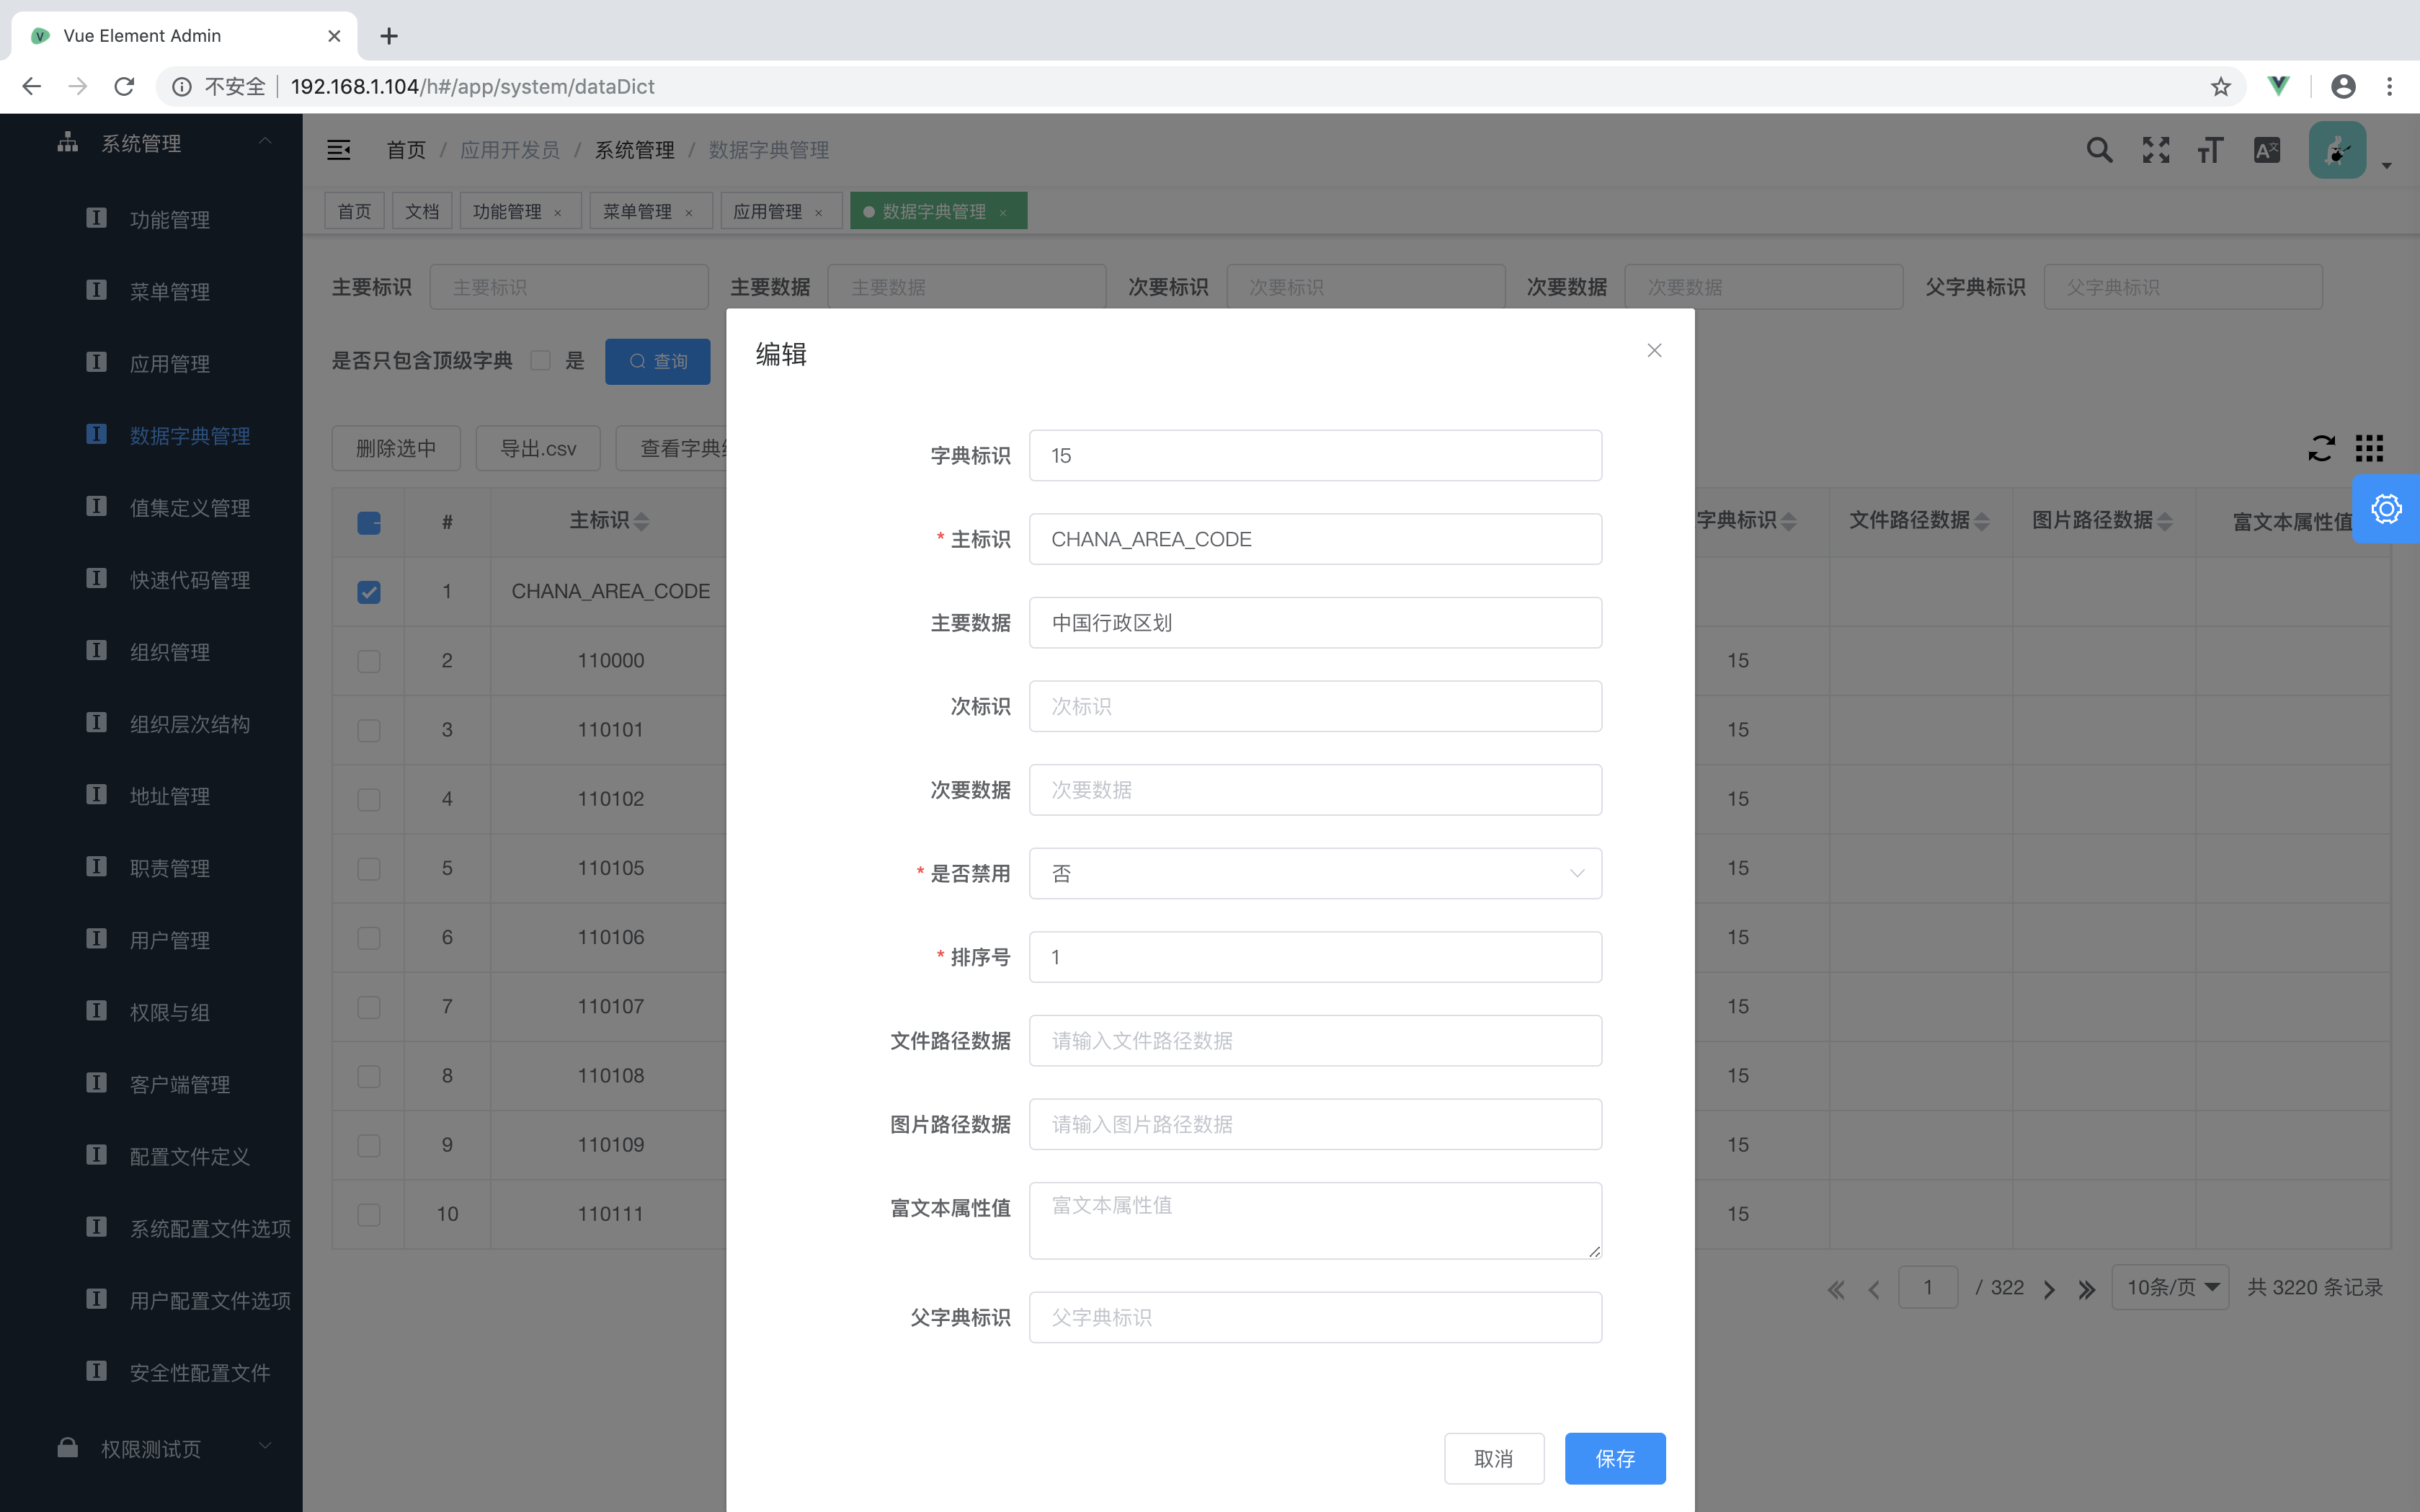 Vue Element Admin
不安全 192.168.1.104/h#/app/system/dataDict
系统管理
功能管理
菜单管理
应用管理
数据字典管理
值集定义管理
快速代码管理
组织管理
组织层次结构
地址管理
职责管理
用户管理
权限与组
客户端管理
配置文件定义
系统配置文件选项
用户配置文件选项
安全性配置文件
权限测试页
首页 / 应用开发员 / 系统管理 / 数据字典管理
首页 文档 功能管理 × 菜单管理 × 应用管理 × 数据字典管理 ×
主要标识 主要标识 主要数据 主要数据 次要标识 次要标识 次要数据 次要数据 父字典标识 父字典标识
是否只包含顶级字典 是 查询
删除选中 导出.csv 查看字典
# 主标识 字典标识 文件路径数据 图片路径数据 富文本属性值
1 CHANA_AREA_CODE
2 110000 15
3 110101 15
4 110102 15
5 110105 15
6 110106 15
7 110107 15
8 110108 15
9 110109 15
10 110111 15
1 / 322 10条/页 共 3220 条记录
编辑
字典标识 15
* 主标识 CHANA_AREA_CODE
主要数据 中国行政区划
次标识 次标识
次要数据 次要数据
* 是否禁用 否
* 排序号 1
文件路径数据 请输入文件路径数据
图片路径数据 请输入图片路径数据
富文本属性值 富文本属性值
父字典标识 父字典标识
取消 保存